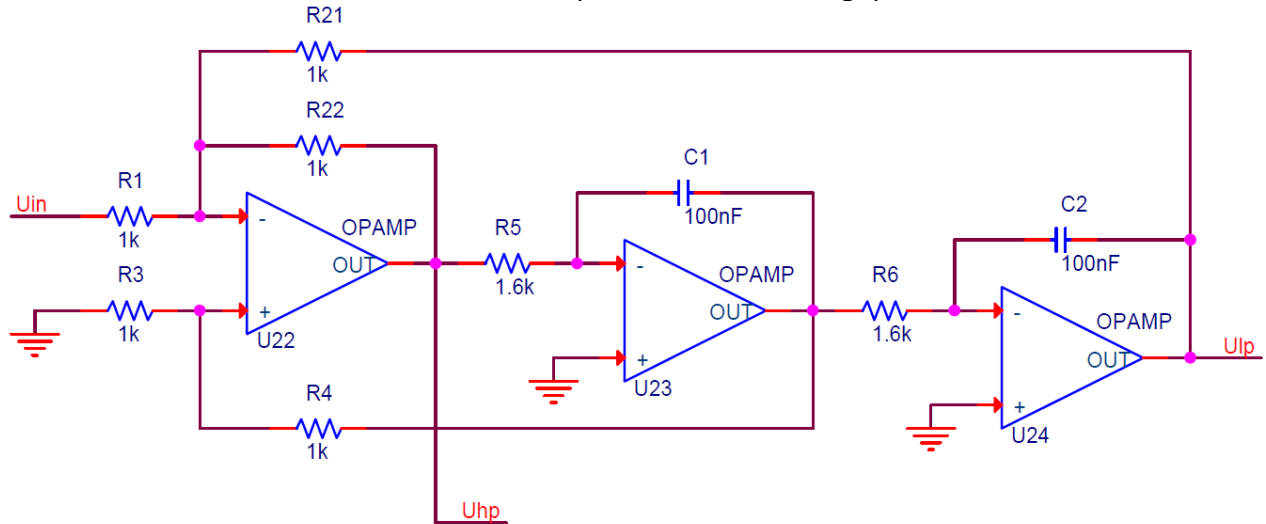 R21
1k
R22
1k
C1
100nF
R1
Uin
1k
-
OPAMP
OUT
+
U22
R3
1k
R5
1.6k
-
OPAMP
OUT
+
U23
C2
100nF
R6
1.6k
-
OPAMP
OUT
+
U24
Ulp
R4
1k
Uhp